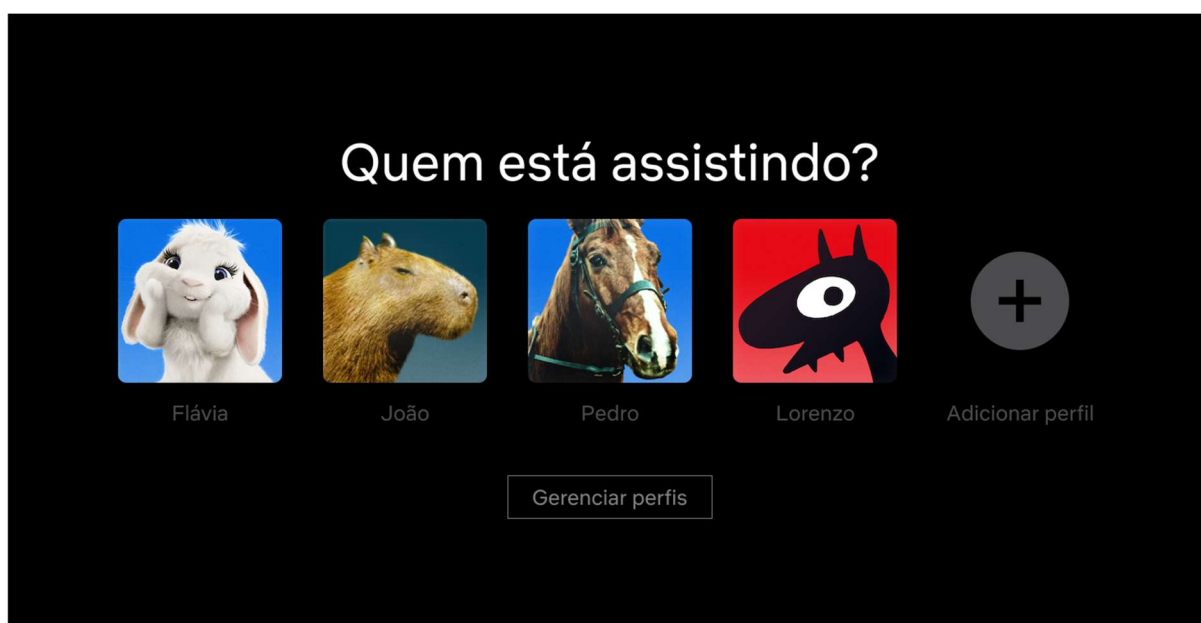 Quem está assistindo?
Flávia
João
Pedro
Lorenzo
Adicionar perfil
Gerenciar perfis